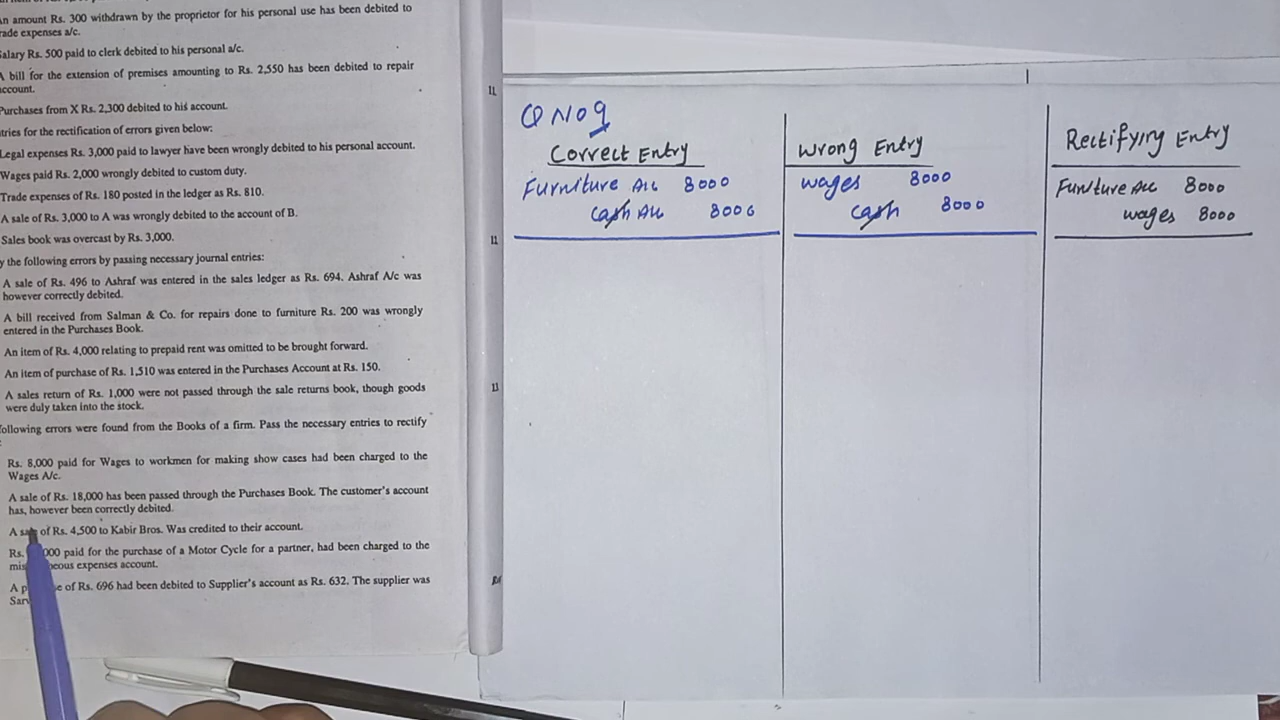 An amount Rs. 300 withdrawn by the proprietor for his personal use has been debited to
rade expenses a/c.
Salary Rs. 500 paid to clerk debited to his personal a/c.
A bill for the extension of premises amounting to Rs. 2,550 has been debited to repair
account.
Purchases from X Rs. 2,300 debited to his account.
tries for the rectification of errors given below:
Legal expenses Rs. 3,000 paid to lawyer have been wrongly debited to his personal account.
Wages paid Rs. 2,000 wrongly debited to custom duty.
Trade expenses of Rs. 180 posted in the ledger as Rs. 810.
A sale of Rs. 3,000 to A was wrongly debited to the account of B.
Sales book was overcast by Rs. 3,000.
y the following errors by passing necessary journal entries:
A sale of Rs. 496 to Ashraf was entered in the sales ledger as Rs. 694. Ashraf A/c was
however correctly debited.
A bill received from Salman & Co. for repairs done to furniture Rs. 200 was wrongly
entered in the Purchases Book.
An item of Rs. 4,000 relating to prepaid rent was omitted to be brought forward.
An item of purchase of Rs. 1,510 was entered in the Purchases Account at Rs. 150.
A sales return of Rs. 1,000 were not passed through the sale returns book, though goods
were duly taken into the stock.
following errors were found from the Books of a firm. Pass the necessary entries to rectify
:
Rs. 8,000 paid for Wages to workmen for making show cases had been charged to the
Wages A/c.
A sale of Rs. 18,000 has been passed through the Purchases Book. The customer's account
has, however been correctly debited.
A sale of Rs. 4,500 to Kabir Bros. Was credited to their account.
Rs. 000 paid for the purchase of a Motor Cycle for a partner, had been charged to the
mis eous expenses account.
A p se of Rs. 696 had been debited to Supplier's account as Rs. 632. The supplier was
Sar
11
11
11
Q NO 9
Correct Entry
Furniture A/c 8000
cash A/c 8000
Wrong Entry
wages 8000
cash 8000
Rectifying Entry
Furniture A/c 8000
wages 8000